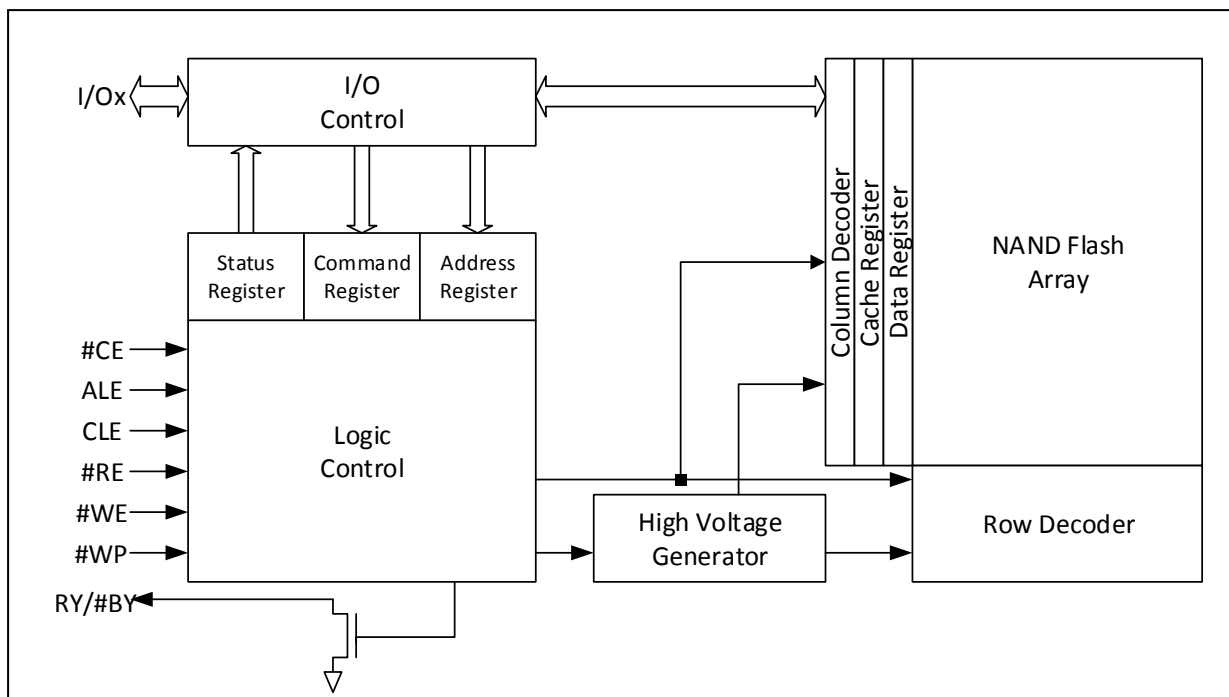 I/Ox
I/O
Control
Status
Register
Command
Register
Address
Register
#CE
ALE
CLE
#RE
#WE
#WP
RY/#BY
Logic
Control
High Voltage
Generator
Column Decoder
Cache Register
Data Register
NAND Flash
Array
Row Decoder